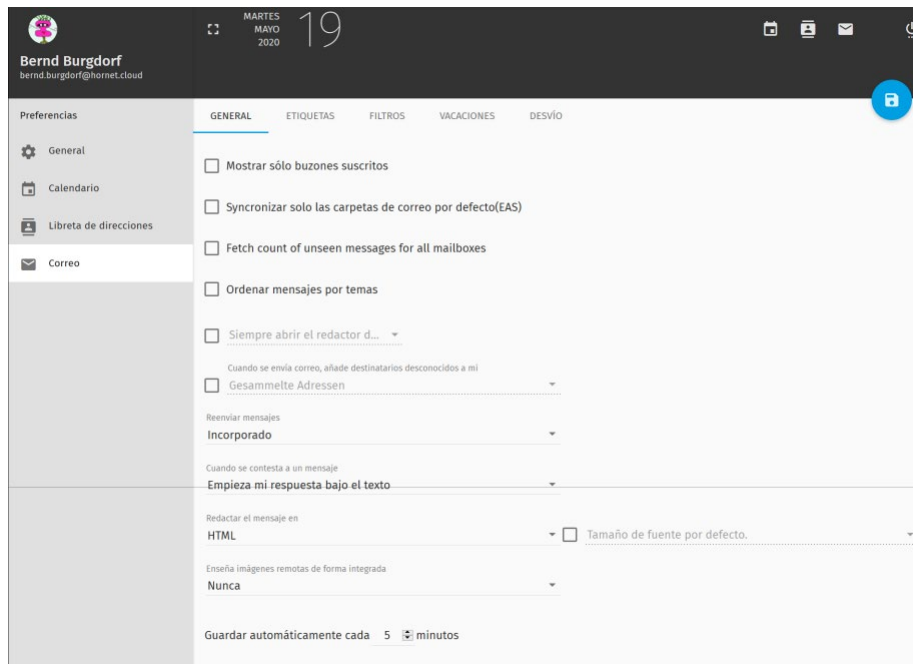 MARTES
MAYO
2020
19
Bernd Burgdorf
bernd.burgdorf@hornet.cloud
Preferencias
General
Calendario
Libreta de direcciones
Correo
GENERAL ETIQUETAS FILTROS VACACIONES DESVÍO
Mostrar sólo buzones suscritos
Syncronizar solo las carpetas de correo por defecto(EAS)
Fetch count of unseen messages for all mailboxes
Ordenar mensajes por temas
Siempre abrir el redactor d...
Cuando se envía correo, añade destinatarios desconocidos a mi
Gesammelte Adressen
Reenviar mensajes
Incorporado
Cuando se contesta a un mensaje
Empieza mi respuesta bajo el texto
Redactar el mensaje en
HTML Tamaño de fuente por defecto.
Enseña imágenes remotas de forma integrada
Nunca
Guardar automáticamente cada 5 minutos